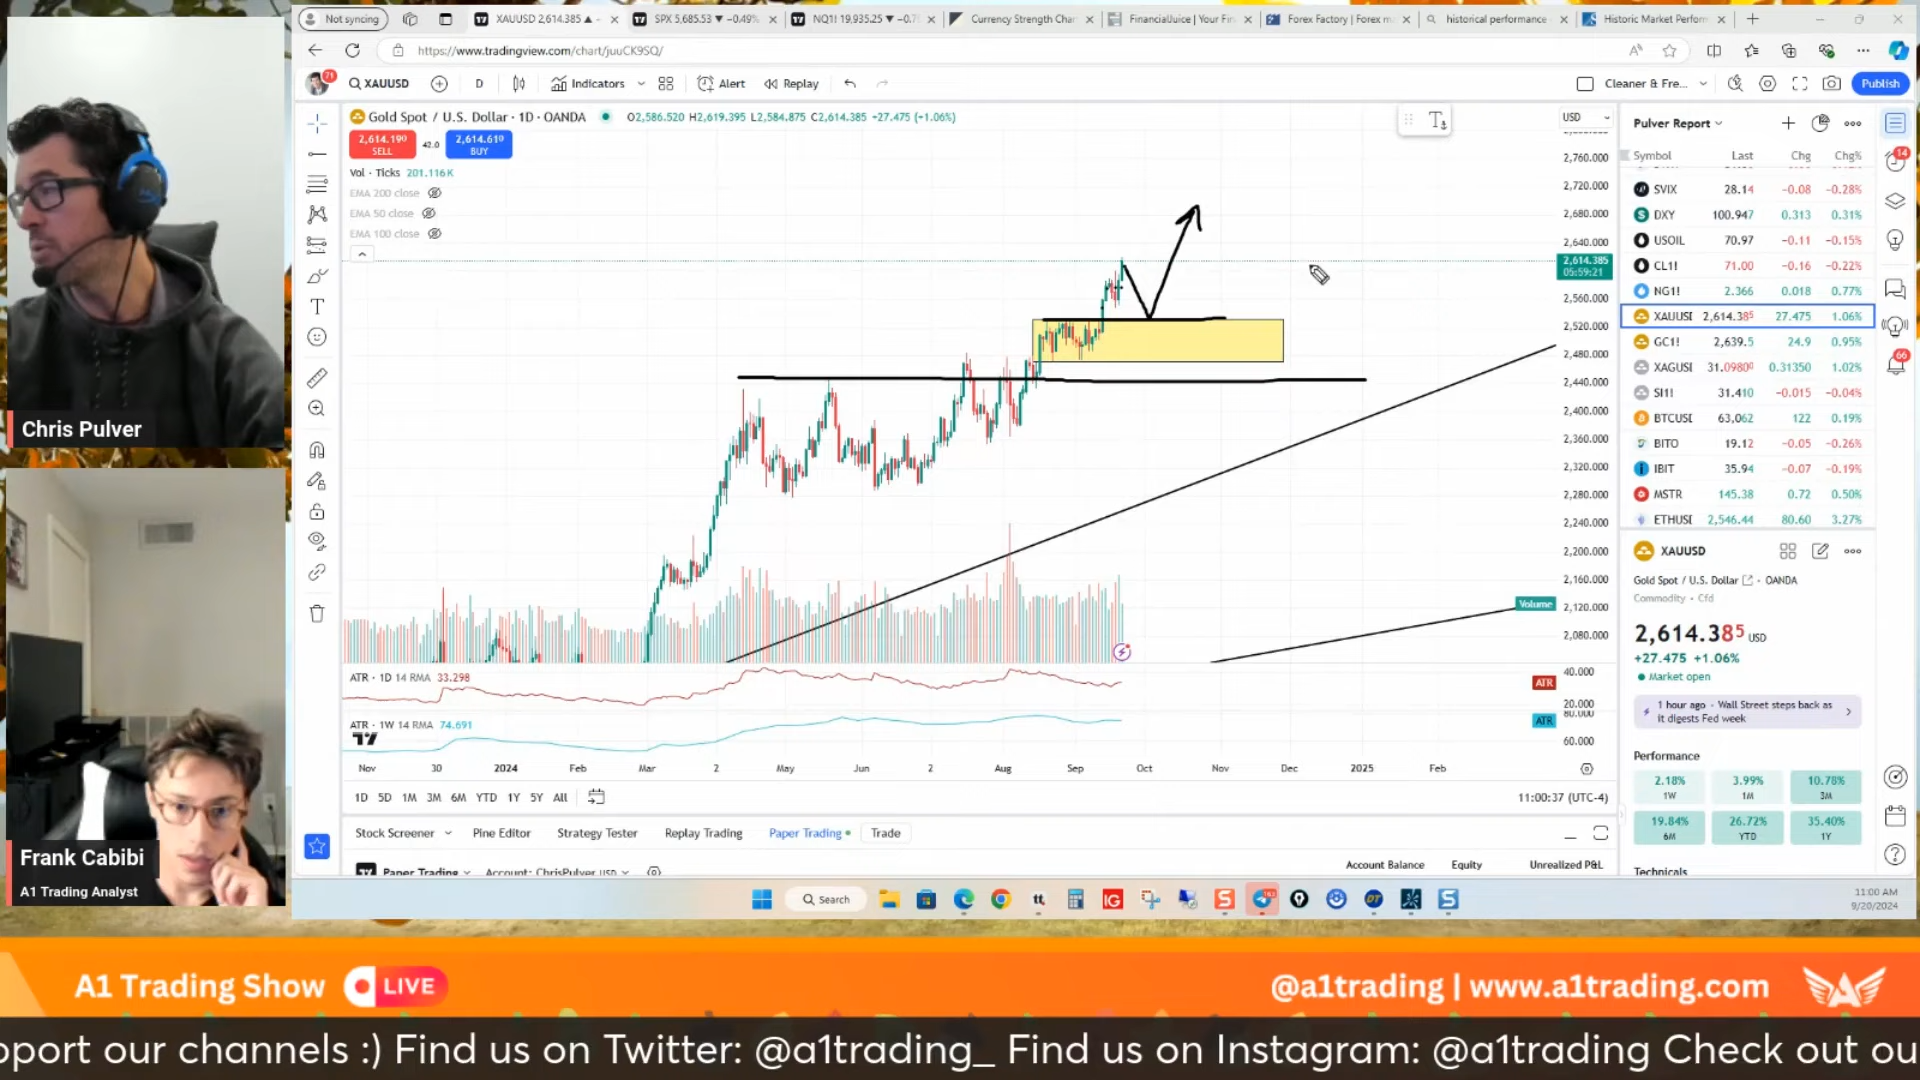 Not syncing
XAUUSD 2,614.385 ▲ -
SPX 5,685.53 ▼ -0.49%
NQ1! 19,935.25 ▼ -0.7
Currency Strength Char
FinancialJuice | Your Fin
Forex Factory | Forex m
historical performance
Historic Market Perform
https://www.tradingview.com/chart/juuCK9SQ/
71
XAUUSD
D
Indicators
Alert
Replay
Cleaner & Fre...
Publish
Gold Spot / U.S. Dollar · 1D · OANDA
O2,586.520 H2,619.395 L2,584.875 C2,614.385 +27.475 (+1.06%)
2,614.190
SELL
42.0
2,614.610
BUY
Vol · Ticks 201.116K
EMA 200 close
EMA 50 close
EMA 100 close
USD
2,760.000
2,720.000
2,680.000
2,640.000
2,614.385
05:59:21
2,560.000
2,520.000
2,480.000
2,440.000
2,400.000
2,360.000
2,320.000
2,280.000
2,240.000
2,200.000
2,160.000
2,120.000
2,080.000
Volume
ATR · 1D 14 RMA 33.298
ATR
40.000
20.000
ATR · 1W 14 RMA 74.691
ATR
80.000
60.000
Nov 30 2024 Feb Mar 2 May Jun 2 Aug Sep Oct Nov Dec 2025 Feb
1D 5D 1M 3M 6M YTD 1Y 5Y All
11:00:37 (UTC-4)
Stock Screener
Pine Editor
Strategy Tester
Replay Trading
Paper Trading
Trade
Paper Trading
Account: ChrisPulver USD
Account Balance
Equity
Unrealized P&L
Pulver Report
Symbol Last Chg Chg%
SVIX 28.14 -0.08 -0.28%
DXY 100.947 0.313 0.31%
USOIL 70.97 -0.11 -0.15%
CL1! 71.00 -0.16 -0.22%
NG1! 2.366 0.018 0.77%
XAUUSI 2,614.385 27.475 1.06%
GC1! 2,639.5 24.9 0.95%
XAGUSI 31.09800 0.31350 1.02%
SI1! 31.410 -0.015 -0.04%
BTCUSI 63,062 122 0.19%
BITO 19.12 -0.05 -0.26%
IBIT 35.94 -0.07 -0.19%
MSTR 145.38 0.72 0.50%
ETHUSI 2,546.44 80.60 3.27%
XAUUSD
Gold Spot / U.S. Dollar · OANDA
Commodity · Cfd
2,614.385 USD
+27.475 +1.06%
Market open
1 hour ago · Wall Street steps back as
it digests Fed week
Performance
2.18% 3.99% 10.78%
1W 1M 3M
19.84% 26.72% 35.40%
6M YTD 1Y
Technicals
14
66
Search
11:00 AM
9/20/2024
Chris Pulver
Frank Cabibi
A1 Trading Analyst
A1 Trading Show
LIVE
@a1trading | www.a1trading.com
pport our channels :) Find us on Twitter: @a1trading_ Find us on Instagram: @a1trading Check out ou